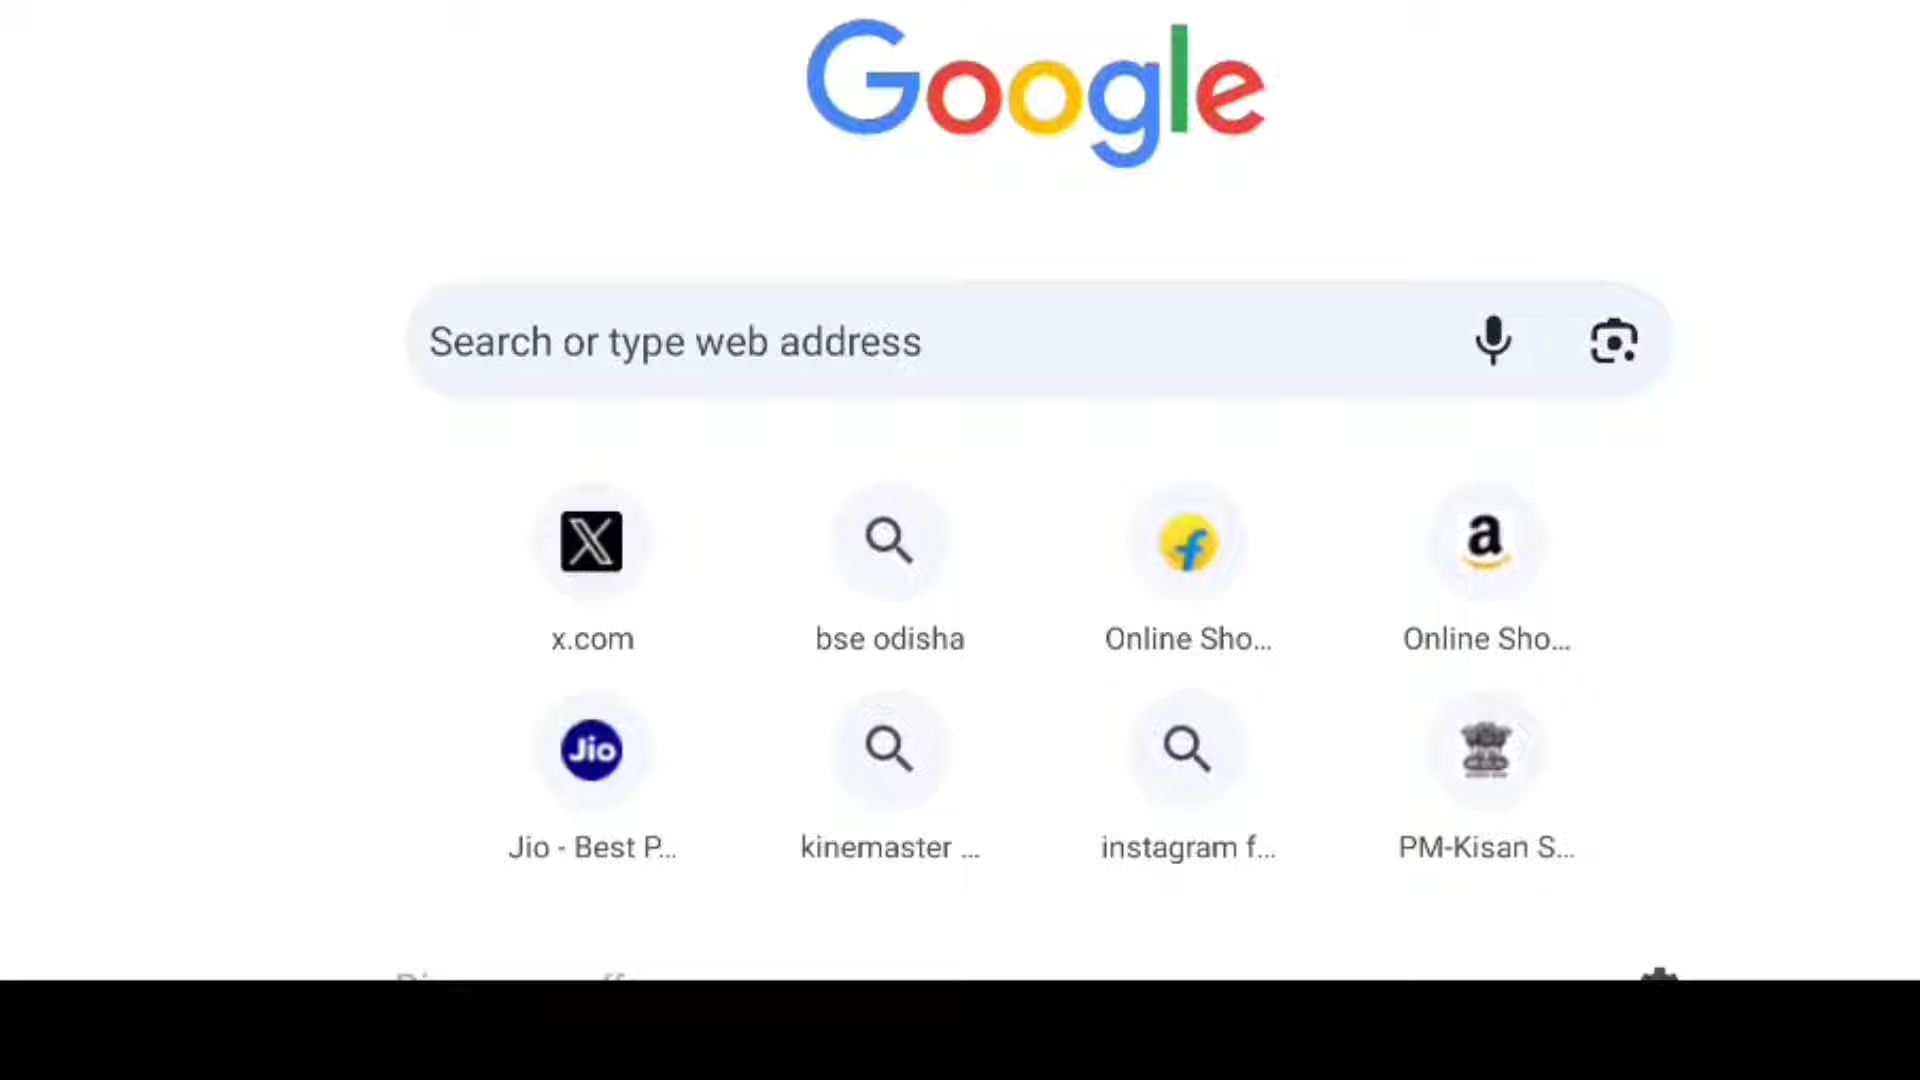 Google
Search or type web address
x.com
bse odisha
Online Sho...
Online Sho...
Jio
Jio - Best P...
kinemaster ...
instagram f...
PM-Kisan S...